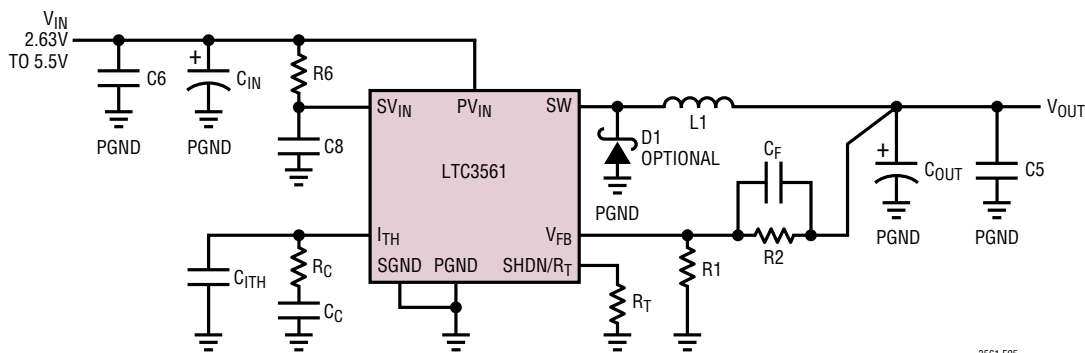 VIN
2.63V
TO 5.5V
C6
PGND
+
CIN
PGND
R6
C8
SVIN
PVIN
SW
LTC3561
ITH
SGND
PGND
VFB
SHDN/RT
CITH
RC
CC
L1
D1
OPTIONAL
PGND
CF
R2
R1
RT
VOUT
+
COUT
PGND
C5
PGND